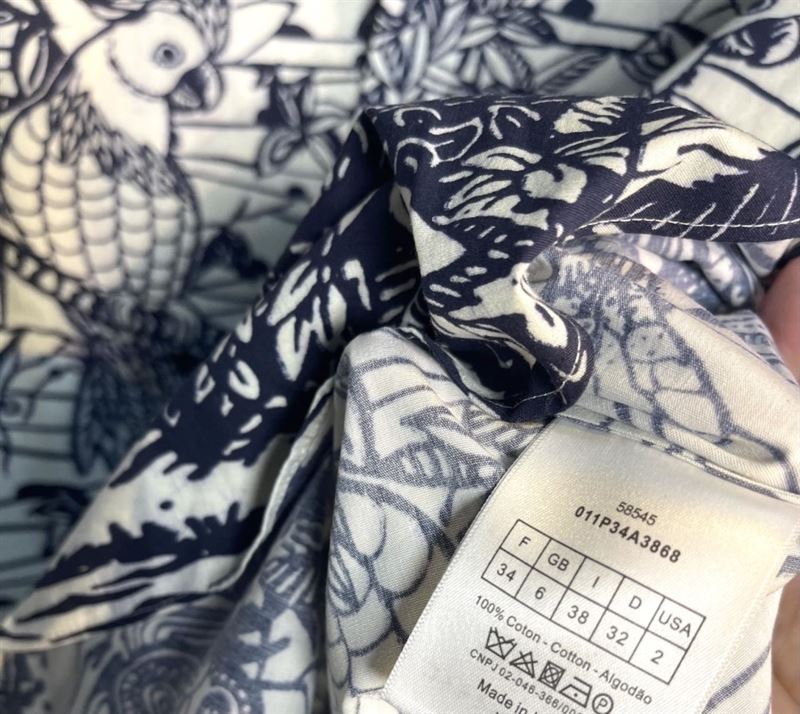 58545
011P34A3868
F GB I D USA
34 6 38 32 2
100% Coton - Cotton - Algodão
P
CNPJ 02-046-366/00
Made in